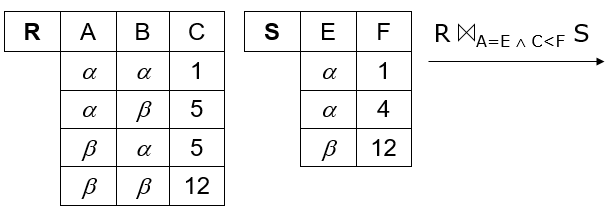 R A B C S E F R ⋈A=E ∧ C<F S
α α 1 α 1
α β 5 α 4
β α 5 β 12
β β 12